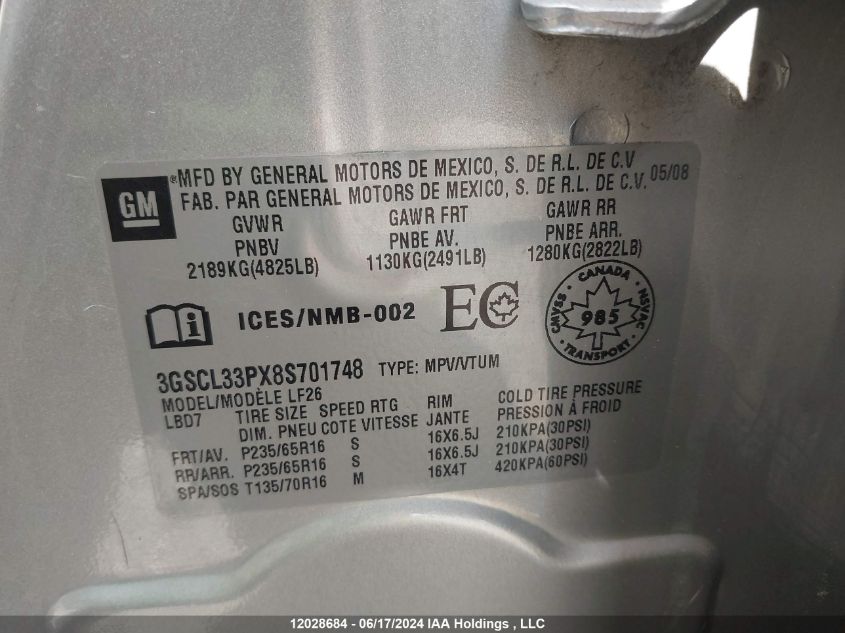 GM
®MFD BY GENERAL MOTORS DE MEXICO, S. DE R.L. DE C.V 05/08
FAB. PAR GENERAL MOTORS DE MEXICO, S. DE R.L. DE C.V.
GVWR GAWR FRT GAWR RR
PNBV PNBE AV. PNBE ARR.
2189KG(4825LB) 1130KG(2491LB) 1280KG(2822LB)
i ICES/NMB-002 EC
CANADA
CMVSS 985 NSVAC
TRANSPORT
3GSCL33PX8S701748 TYPE: MPV/VTUM
MODEL/MODÈLE LF26
LBD7 TIRE SIZE SPEED RTG RIM COLD TIRE PRESSURE
DIM. PNEU COTE VITESSE JANTE PRESSION À FROID
FRT/AV. P235/65R16 S 16X6.5J 210KPA(30PSI)
RR/ARR. P235/65R16 S 16X6.5J 210KPA(30PSI)
SPA/SOS T135/70R16 M 16X4T 420KPA(60PSI)
12028684 - 06/17/2024 IAA Holdings , LLC